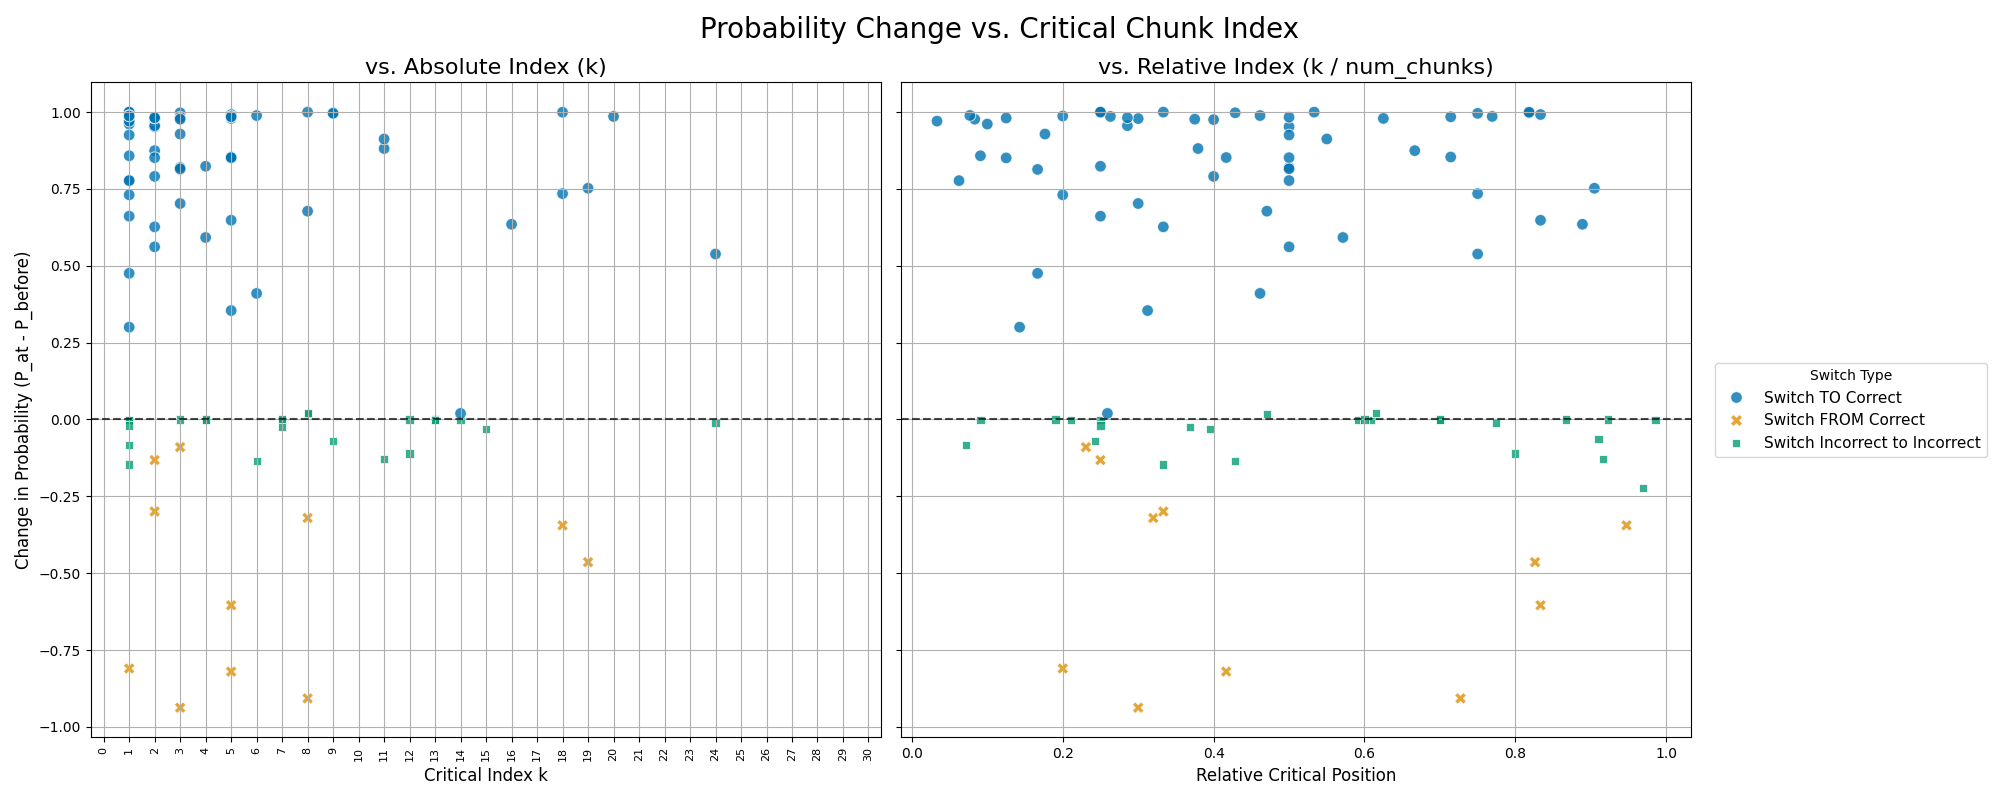 Probability Change vs. Critical Chunk Index
vs. Absolute Index (k)
vs. Relative Index (k / num_chunks)
Change in Probability (P_at - P_before)
1.00
0.75
0.50
0.25
0.00
−0.25
−0.50
−0.75
−1.00
0 1 2 3 4 5 6 7 8 9 10 11 12 13 14 15 16 17 18 19 20 21 22 23 24 25 26 27 28 29 30
Critical Index k
0.0 0.2 0.4 0.6 0.8 1.0
Relative Critical Position
Switch Type
Switch TO Correct
Switch FROM Correct
Switch Incorrect to Incorrect